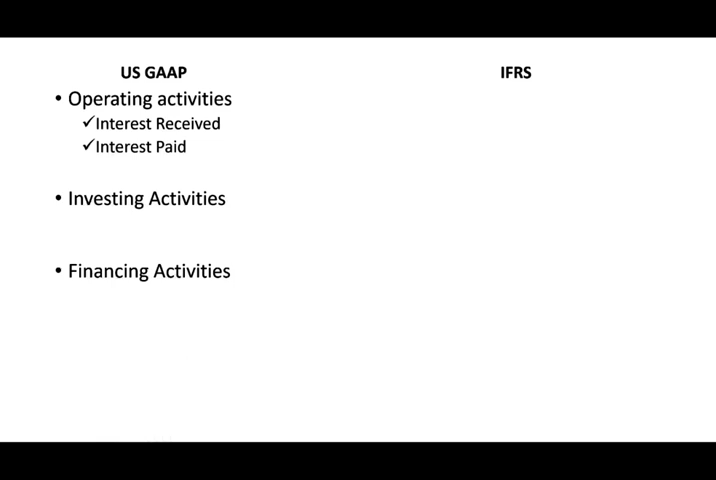 US GAAP
IFRS
• Operating activities
✓Interest Received
✓Interest Paid
• Investing Activities
• Financing Activities